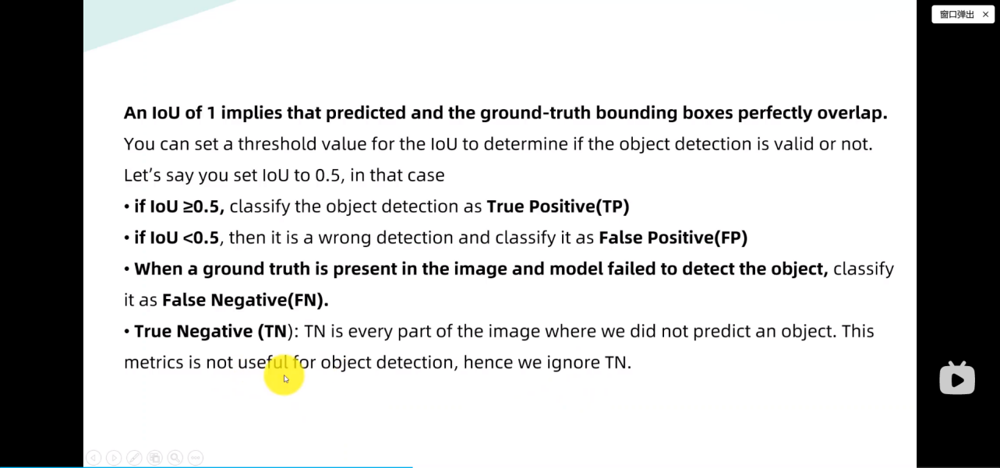 窗口弹出 ×
An IoU of 1 implies that predicted and the ground-truth bounding boxes perfectly overlap.
You can set a threshold value for the IoU to determine if the object detection is valid or not.
Let’s say you set IoU to 0.5, in that case
• if IoU ≥0.5, classify the object detection as True Positive(TP)
• if IoU <0.5, then it is a wrong detection and classify it as False Positive(FP)
• When a ground truth is present in the image and model failed to detect the object, classify
it as False Negative(FN).
• True Negative (TN): TN is every part of the image where we did not predict an object. This
metrics is not useful for object detection, hence we ignore TN.